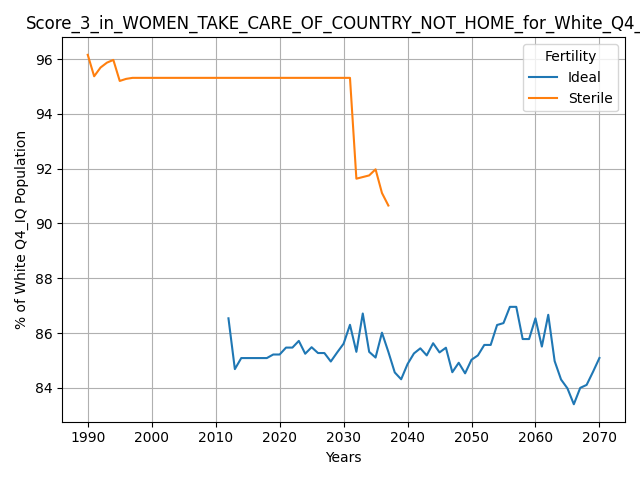 Score_3_in_WOMEN_TAKE_CARE_OF_COUNTRY_NOT_HOME_for_White_Q4_
Fertility
Ideal
Sterile
96
94
92
90
88
86
84
% of White Q4_IQ Population
1990 2000 2010 2020 2030 2040 2050 2060 2070
Years